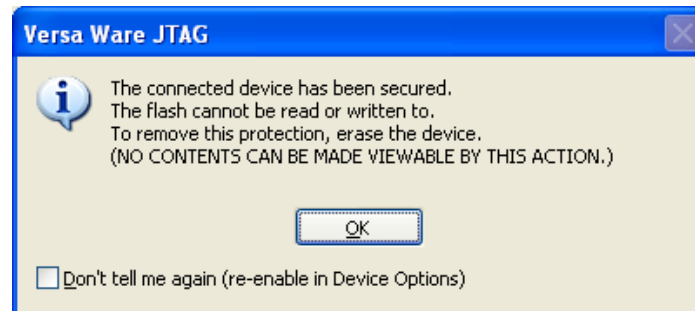 Versa Ware JTAG
The connected device has been secured.
The flash cannot be read or written to.
To remove this protection, erase the device.
(NO CONTENTS CAN BE MADE VIEWABLE BY THIS ACTION.)
OK
Don't tell me again (re-enable in Device Options)